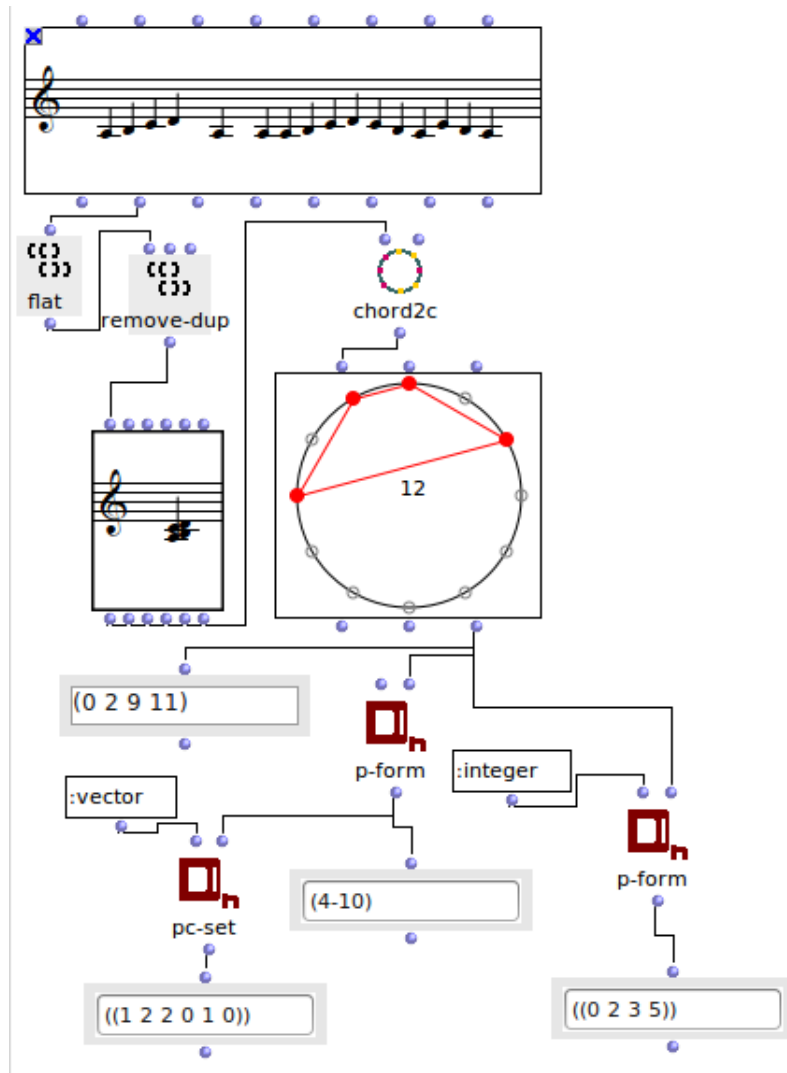 flat
remove-dup
chord2c
12
(0 2 9 11)
p-form
:integer
:vector
p-form
(4-10)
pc-set
((1 2 2 0 1 0))
((0 2 3 5))